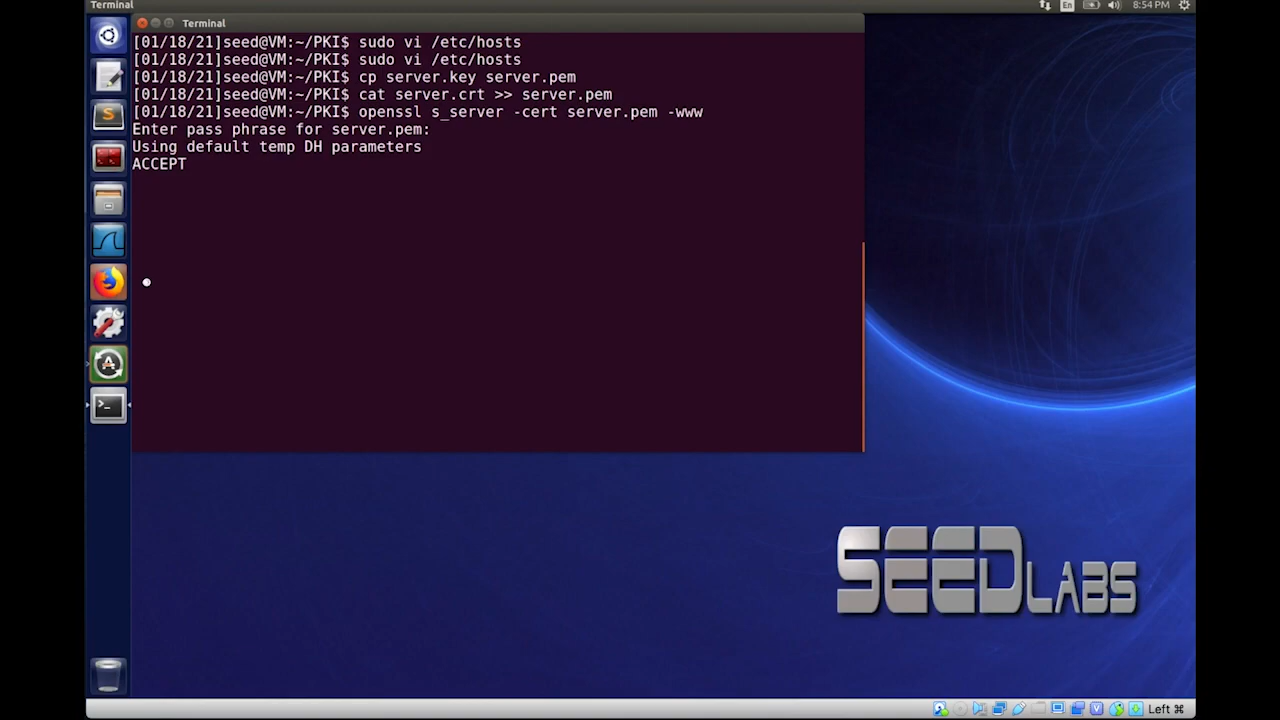 Terminal
En
8:54 PM
Terminal
[01/18/21]seed@VM:~/PKI$ sudo vi /etc/hosts
[01/18/21]seed@VM:~/PKI$ sudo vi /etc/hosts
[01/18/21]seed@VM:~/PKI$ cp server.key server.pem
[01/18/21]seed@VM:~/PKI$ cat server.crt >> server.pem
[01/18/21]seed@VM:~/PKI$ openssl s_server -cert server.pem -www
Enter pass phrase for server.pem:
Using default temp DH parameters
ACCEPT
SEEDLABS
Left ⌘